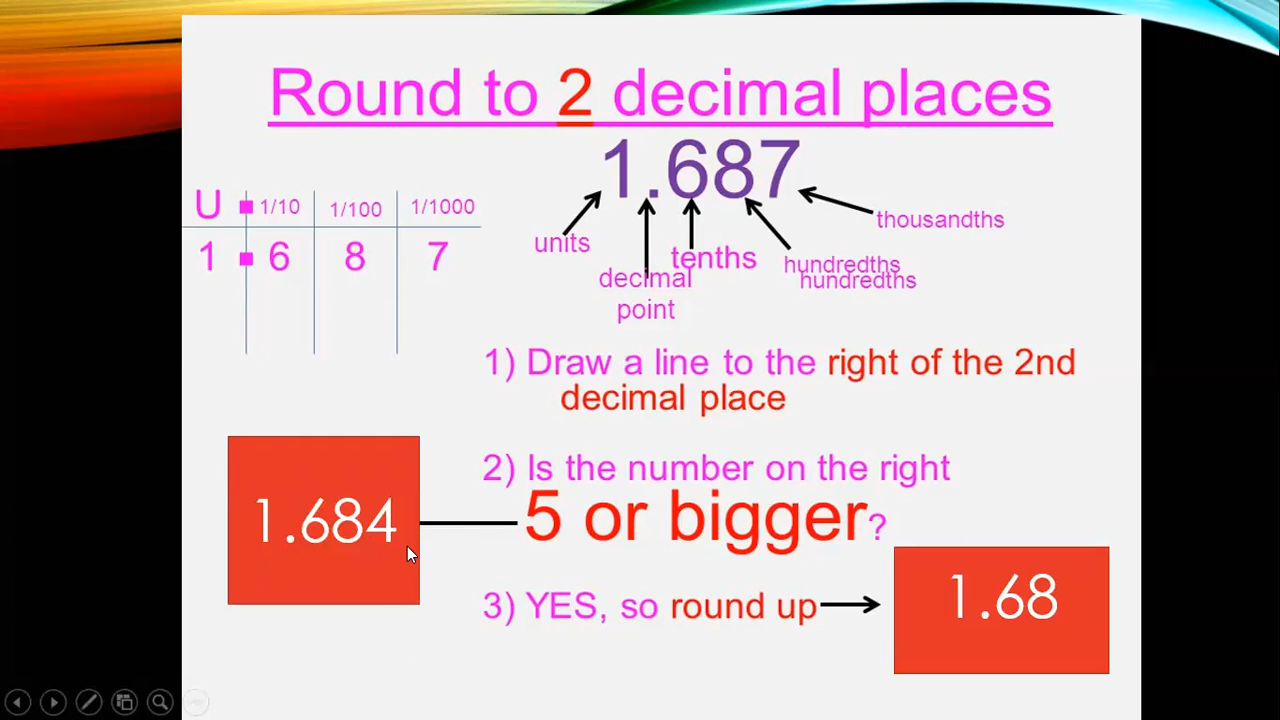 Round to 2 decimal places
1.687
U 1/10 1/100 1/1000
1 6 8 7
units
decimal
point
tenths
hundredths
hundredths
thousandths
1) Draw a line to the right of the 2nd
decimal place
2) Is the number on the right
5 or bigger?
1.684
3) YES, so round up
1.68